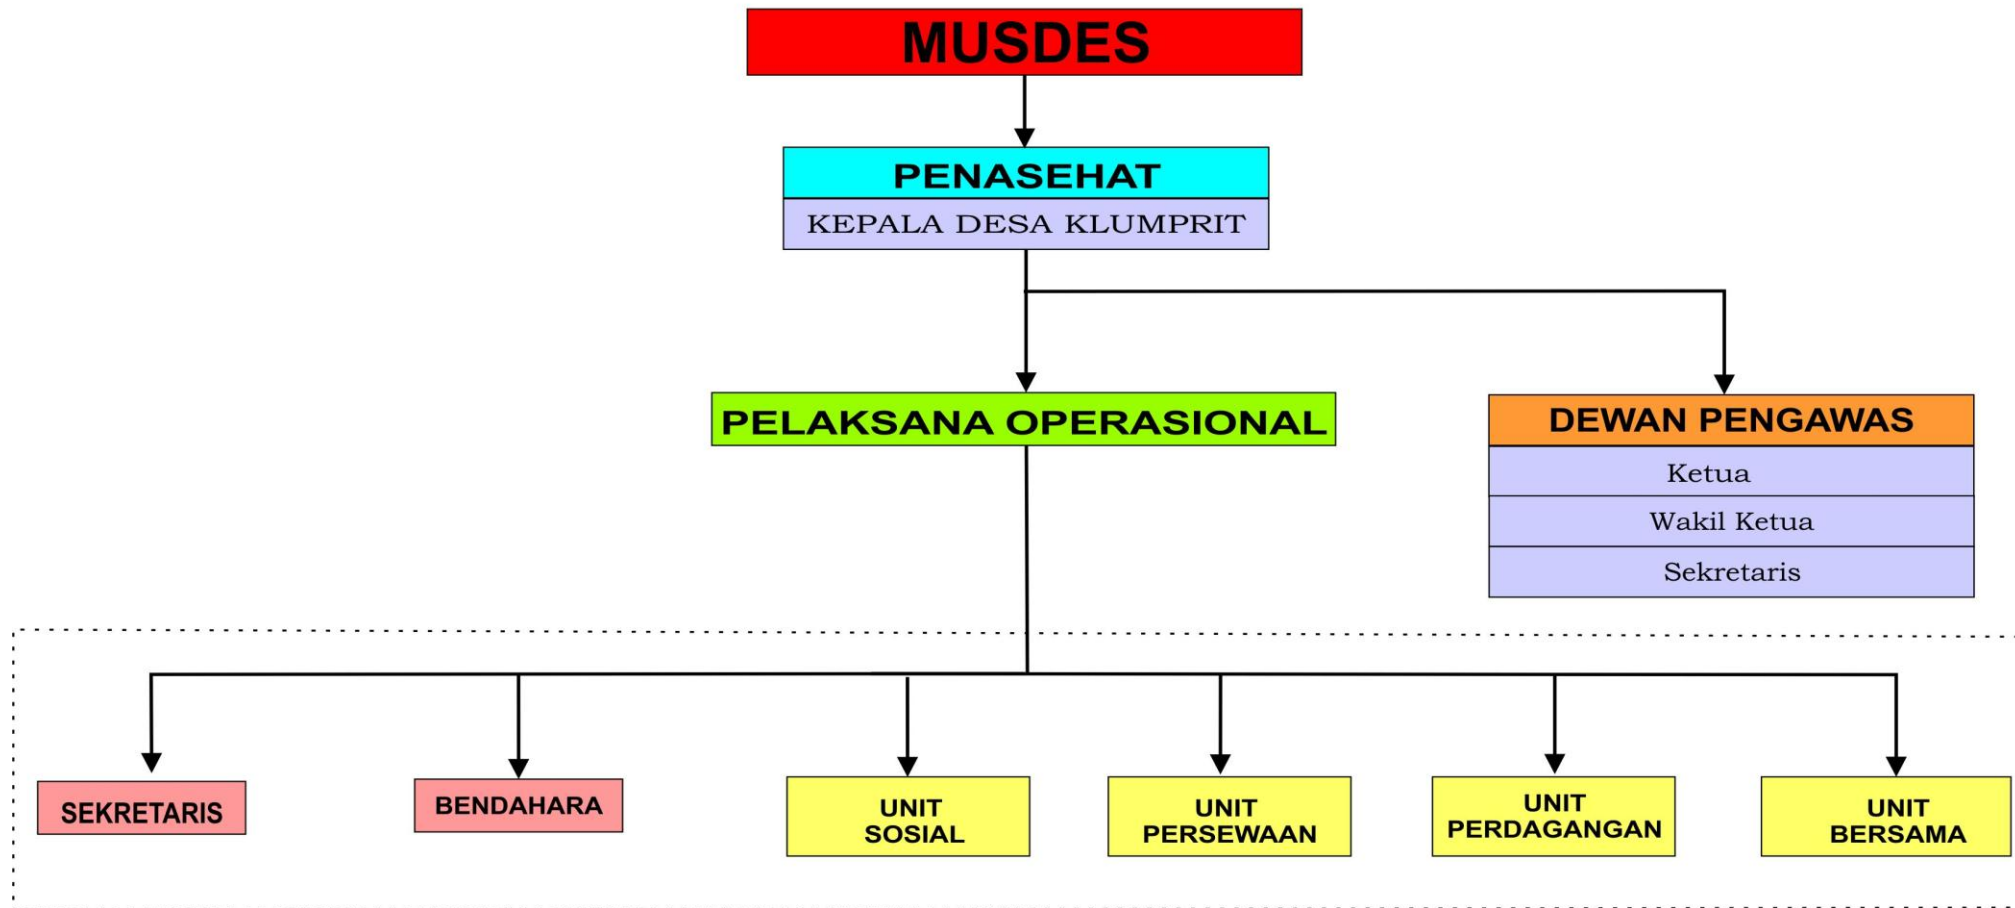 MUSDES
PENASEHAT
KEPALA DESA KLUMPRIT
PELAKSANA OPERASIONAL
DEWAN PENGAWAS
Ketua
Wakil Ketua
Sekretaris
SEKRETARIS
BENDAHARA
UNIT
SOSIAL
UNIT
PERSEWAAN
UNIT
PERDAGANGAN
UNIT
BERSAMA